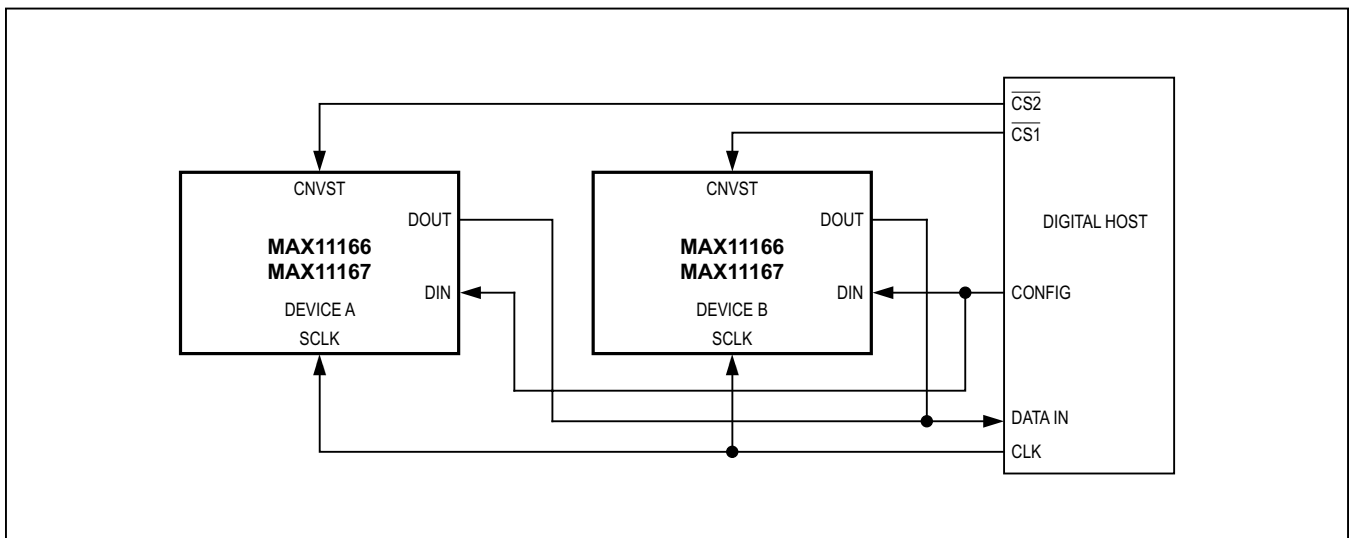 CNVST
DOUT
MAX11166
MAX11167
DIN
DEVICE A
SCLK
CNVST
DOUT
MAX11166
MAX11167
DIN
DEVICE B
SCLK
CS2
CS1
DIGITAL HOST
CONFIG
DATA IN
CLK